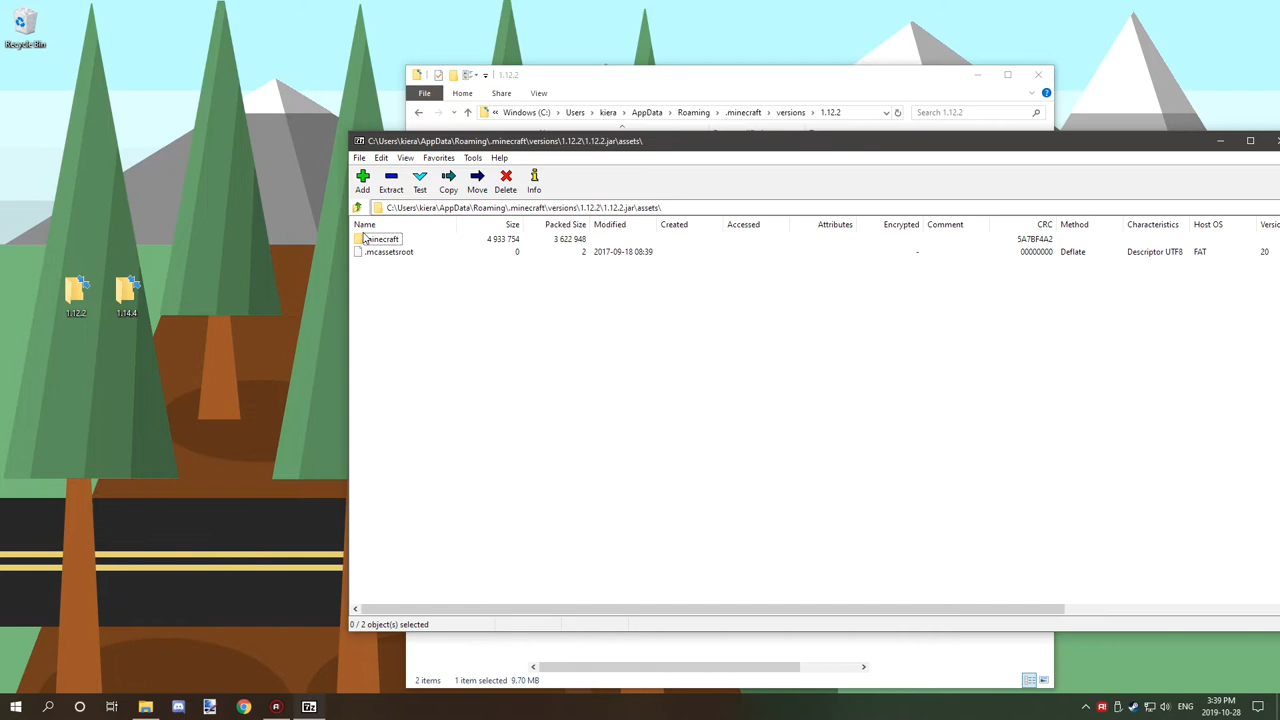 Recycle Bin
1.12.2
1.14.4
1.12.2
File Home Share View
Windows (C:) Users kiera AppData Roaming .minecraft versions 1.12.2
Search 1.12.2
C:\Users\kiera\AppData\Roaming\.minecraft\versions\1.12.2\1.12.2.jar\assets\
File Edit View Favorites Tools Help
Add Extract Test Copy Move Delete Info
C:\Users\kiera\AppData\Roaming\.minecraft\versions\1.12.2\1.12.2.jar\assets\
Name Size Packed Size Modified Created Accessed Attributes Encrypted Comment CRC Method Characteristics Host OS Versio
minecraft 4 933 754 3 622 948 5A7BF4A2
.mcassetsroot 0 2 2017-09-18 08:39 - 00000000 Deflate Descriptor UTF8 FAT 20
0 / 2 object(s) selected
2 items 1 item selected 9.70 MB
ENG
3:39 PM
2019-10-28